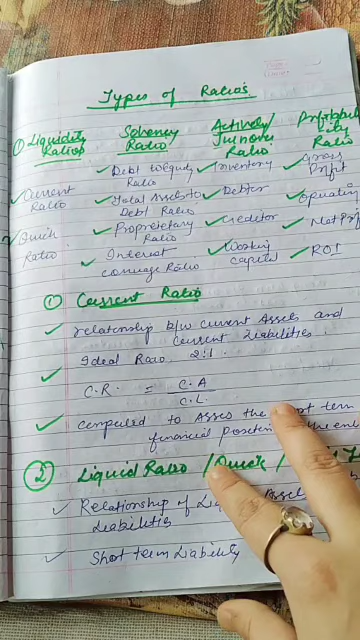 Types of Ratios
① Liquidity Ratios
Solvency Ratio
Activity/ Turnover Ratio
Profitability Ratio
Current Ratio
Quick Ratio
Debt to equity Ratio
Total Assets to Debt Ratio
Proprietary Ratio
Interest coverage Ratio
Inventory
Debtor
Creditor
Working capital
Gross Profit
Operating
Net Prof
ROI
① Current Ratio
relationship b/w current Assets and
current Liabilities
Ideal Ratio 2:1.
C.R. = C.A / C.L.
computed to Asses the term
financial position
② Liquid Ratio / Quick /
Relationship of Assets
Liabilities
Short term Liability